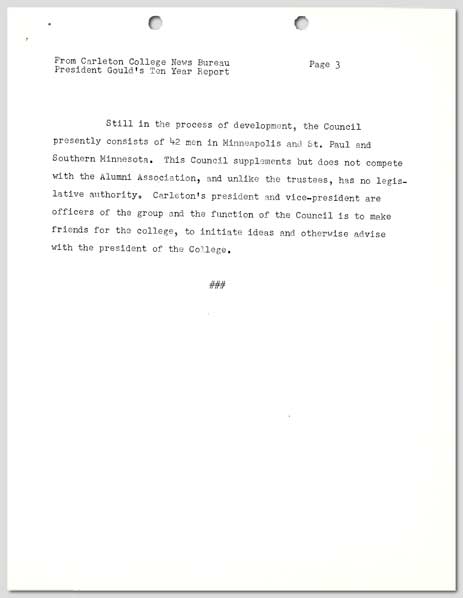 From Carleton College News Bureau
Page 3
President Gould's Ten Year Report
Still in the process of development, the Council
presently consists of 42 men in Minneapolis and St. Paul and
Southern Minnesota. This Council supplements but does not compete
with the Alumni Association, and unlike the trustees, has no legis-
lative authority. Carleton's president and vice-president are
officers of the group and the function of the Council is to make
friends for the college, to initiate ideas and otherwise advise
with the president of the College.
###